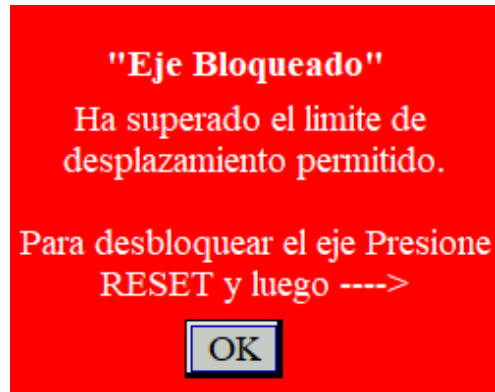 "Eje Bloqueado"
Ha superado el limite de
desplazamiento permitido.
Para desbloquear el eje Presione
RESET y luego ---->
OK